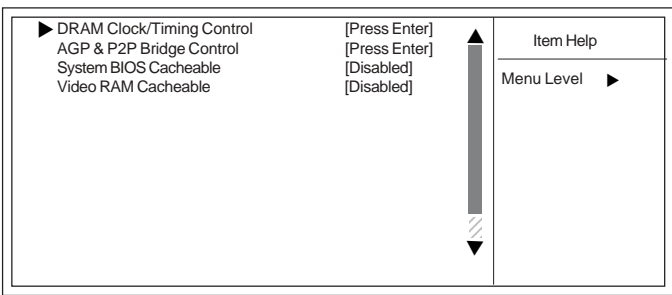 DRAM Clock/Timing Control [Press Enter]
AGP & P2P Bridge Control [Press Enter]
System BIOS Cacheable [Disabled]
Video RAM Cacheable [Disabled]
Item Help
Menu Level